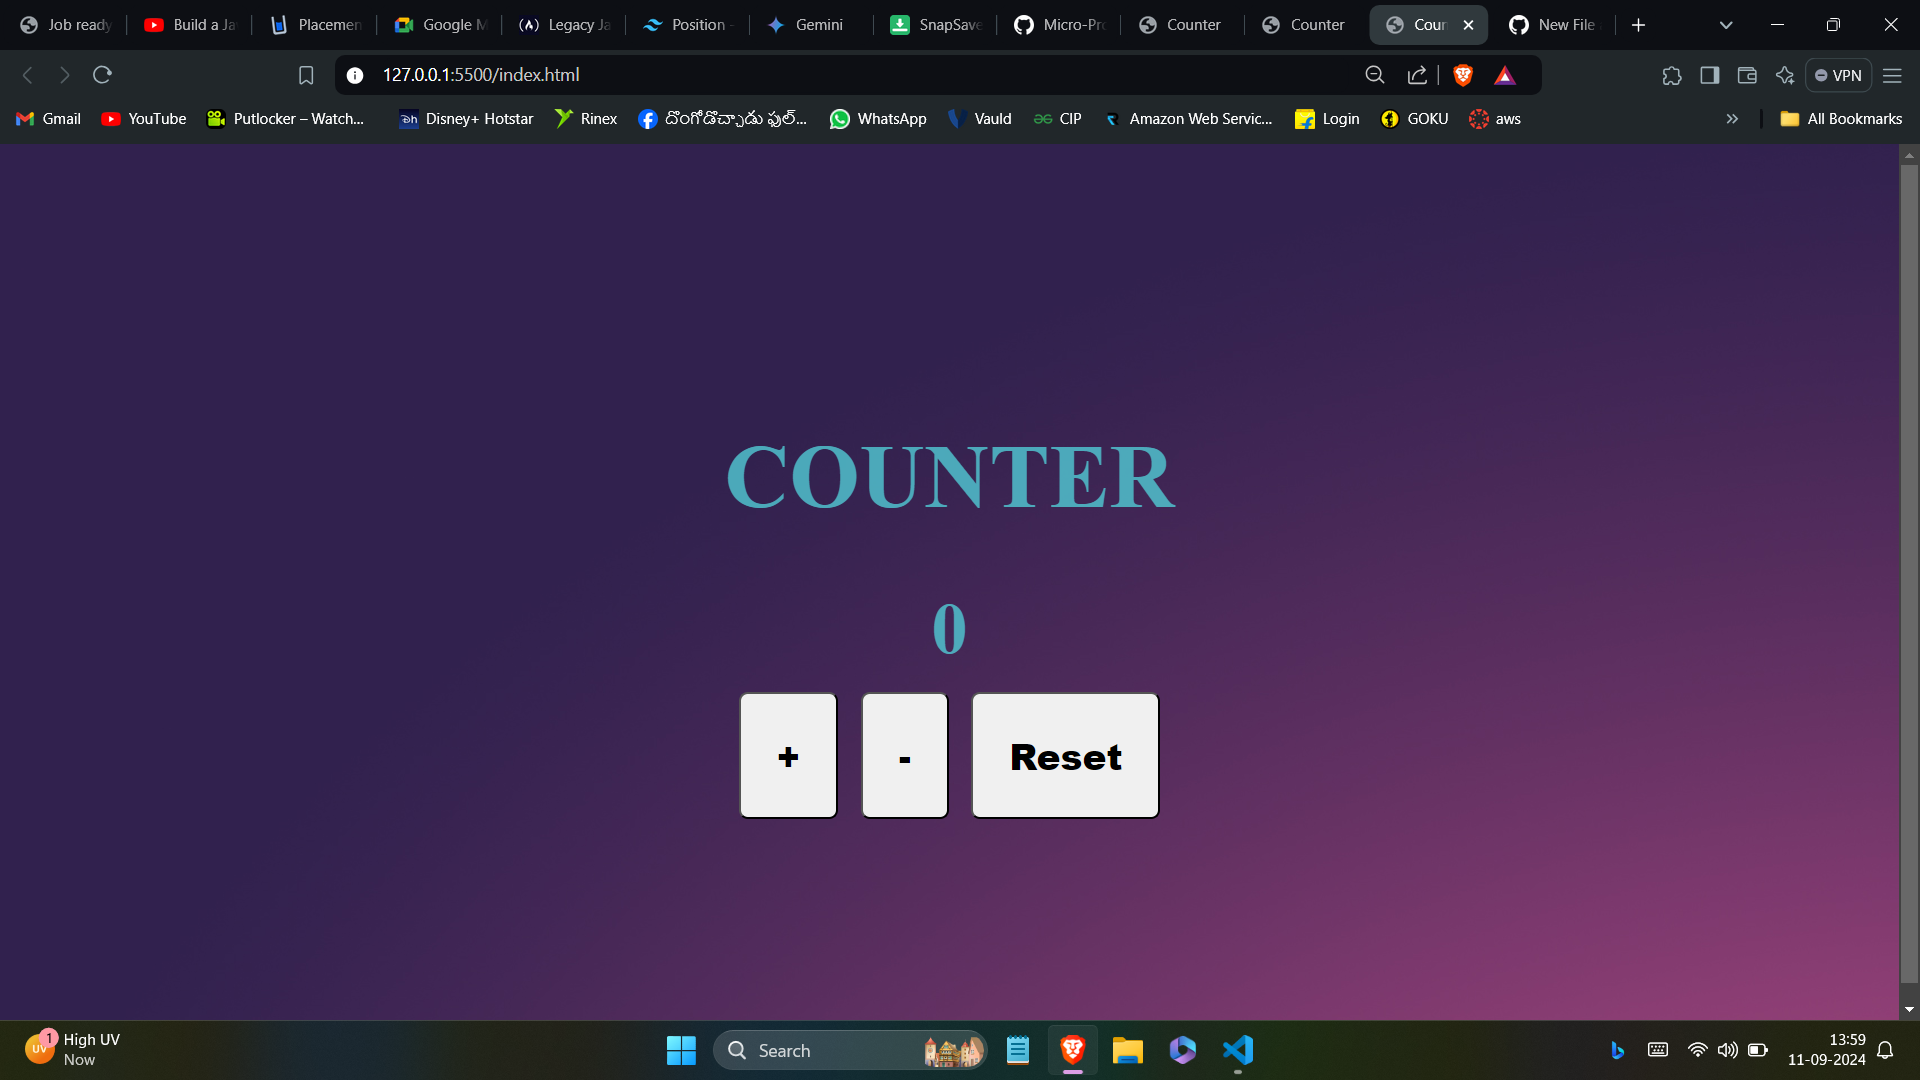 Job ready
Build a Ja
Placemen
Google M
Legacy Ja
Position -
Gemini
SnapSave
Micro-Pro
Counter
Counter
Coun
New File
127.0.0.1:5500/index.html
VPN
Gmail
YouTube
Putlocker – Watch...
Disney+ Hotstar
Rinex
దొంగోడొచ్చాడు ఫుల్...
WhatsApp
Vauld
CIP
Amazon Web Servic...
Login
GOKU
aws
All Bookmarks
COUNTER
0
+
-
Reset
UV
1
High UV
Now
Search
13:59
11-09-2024